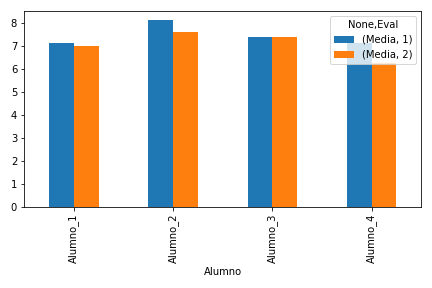 None,Eval
(Media, 1)
(Media, 2)
8
7
6
5
4
3
2
1
0
Alumno_1
Alumno_2
Alumno_3
Alumno_4
Alumno